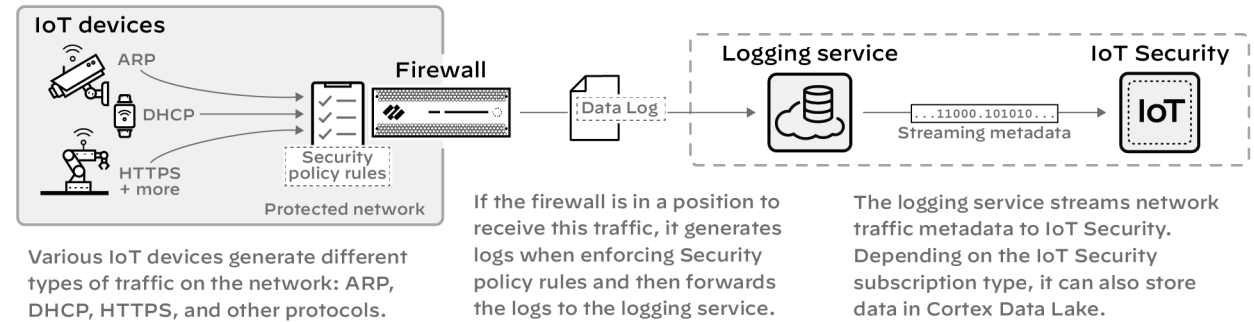 IoT devices
ARP
DHCP
HTTPS
+ more
Security
policy rules
Protected network
Firewall
Data Log
Logging service
...11000.101010...
Streaming metadata
IoT Security
IoT
Various IoT devices generate different
types of traffic on the network: ARP,
DHCP, HTTPS, and other protocols.
If the firewall is in a position to
receive this traffic, it generates
logs when enforcing Security
policy rules and then forwards
the logs to the logging service.
The logging service streams network
traffic metadata to IoT Security.
Depending on the IoT Security
subscription type, it can also store
data in Cortex Data Lake.